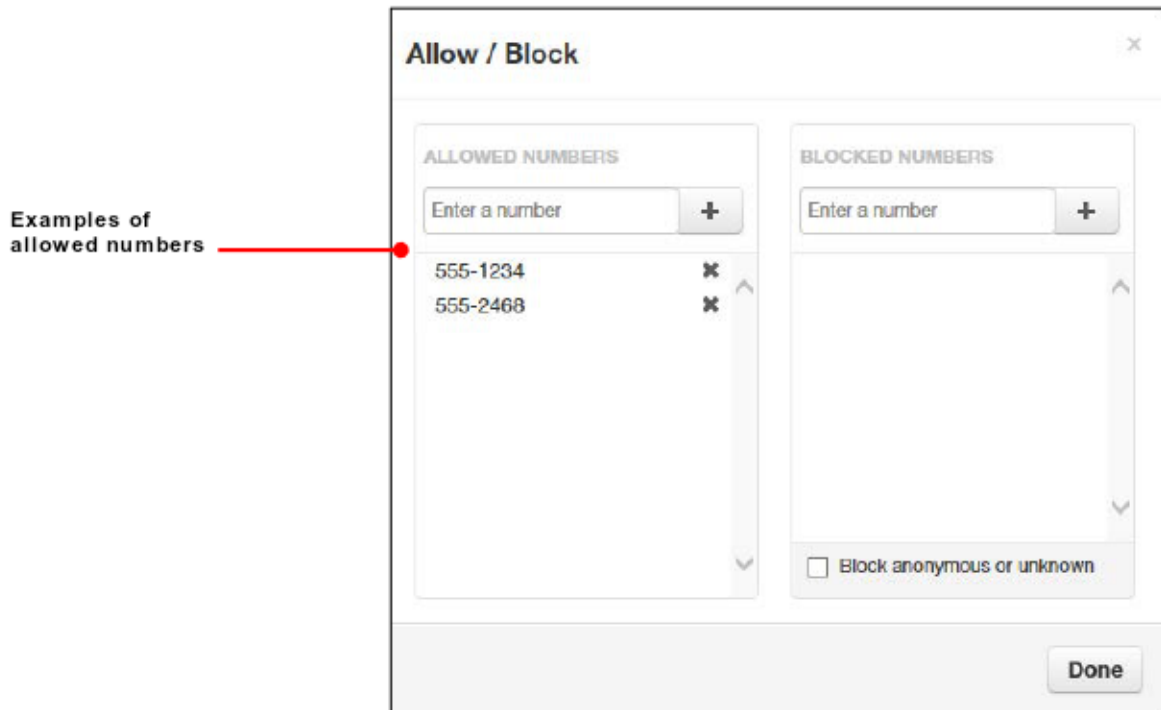 Allow / Block
ALLOWED NUMBERS
BLOCKED NUMBERS
Enter a number
Enter a number
Examples of
allowed numbers
555-1234
555-2468
Block anonymous or unknown
Done